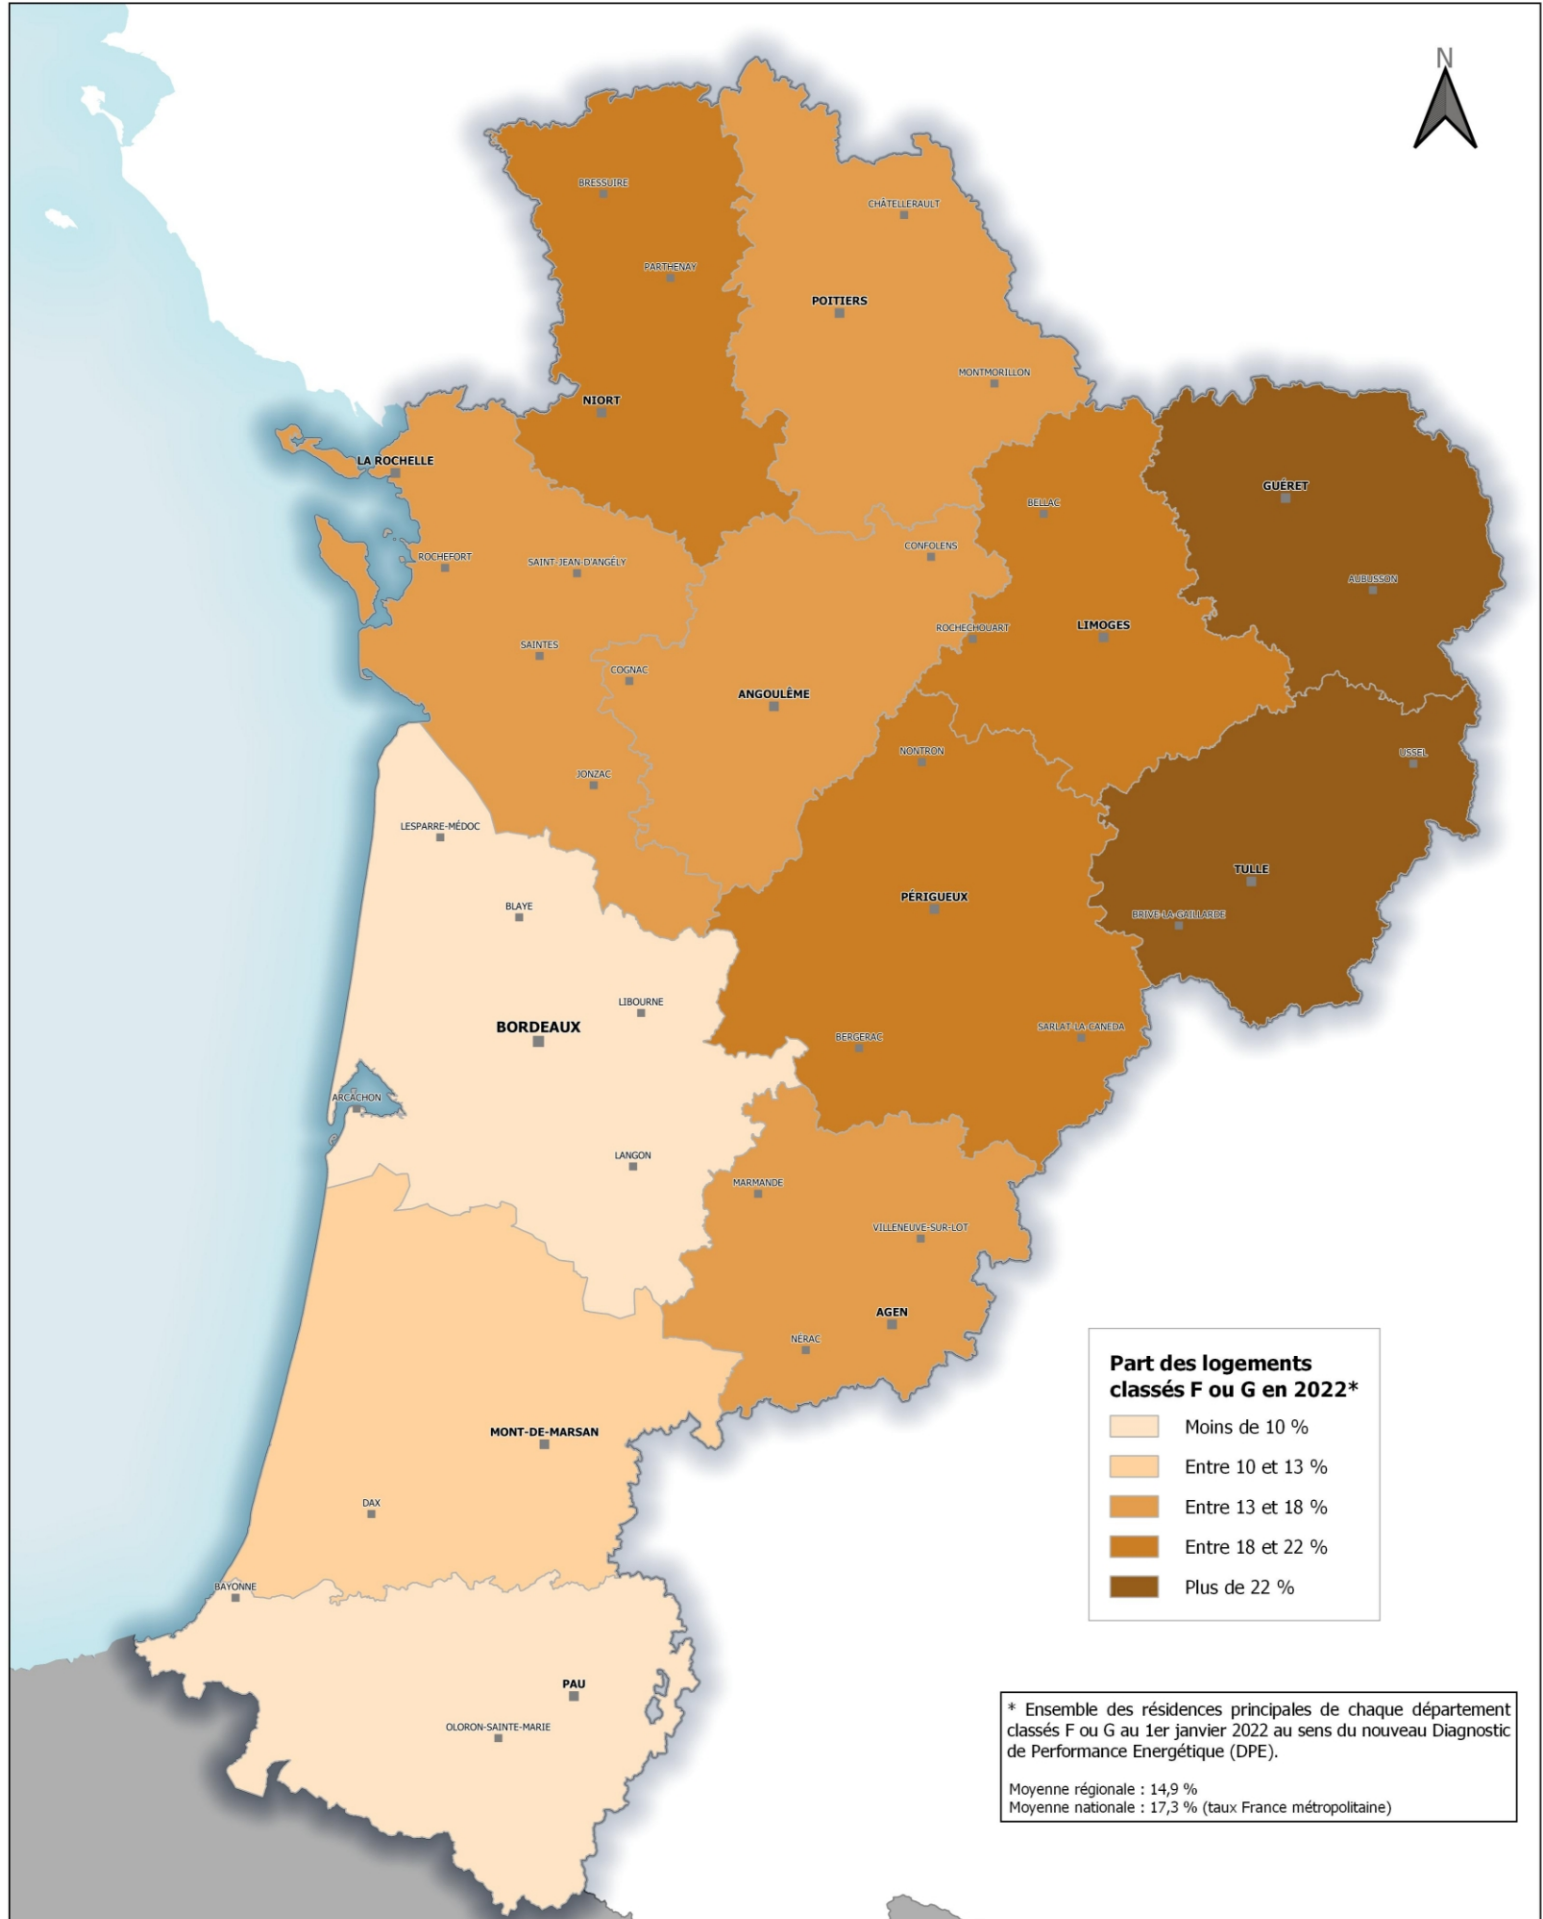 N
BRESSUIRE
CHÂTELLERAULT
PARTHENAY
POITIERS
MONTMORILLON
NIORT
LA ROCHELLE
GUÉRET
BELLAC
CONFOLENS
ROCHEFORT
SAINT-JEAN-D'ANGÉLY
AUBUSSON
ROCHECHOUART
LIMOGES
SAINTES
COGNAC
ANGOULÊME
NONTRON
USSEL
JONZAC
LESPARRE-MÉDOC
TULLE
PÉRIGUEUX
BLAYE
BRIVE-LA-GAILLARDE
LIBOURNE
BORDEAUX
SARLAT-LA-CANÉDA
BERGERAC
ARCACHON
LANGON
MARMANDE
VILLENEUVE-SUR-LOT
AGEN
NÉRAC
MONT-DE-MARSAN
DAX
BAYONNE
PAU
OLORON-SAINTE-MARIE
Part des logements
classés F ou G en 2022*
Moins de 10 %
Entre 10 et 13 %
Entre 13 et 18 %
Entre 18 et 22 %
Plus de 22 %
* Ensemble des résidences principales de chaque département
classés F ou G au 1er janvier 2022 au sens du nouveau Diagnostic
de Performance Energétique (DPE).
Moyenne régionale : 14,9 %
Moyenne nationale : 17,3 % (taux France métropolitaine)